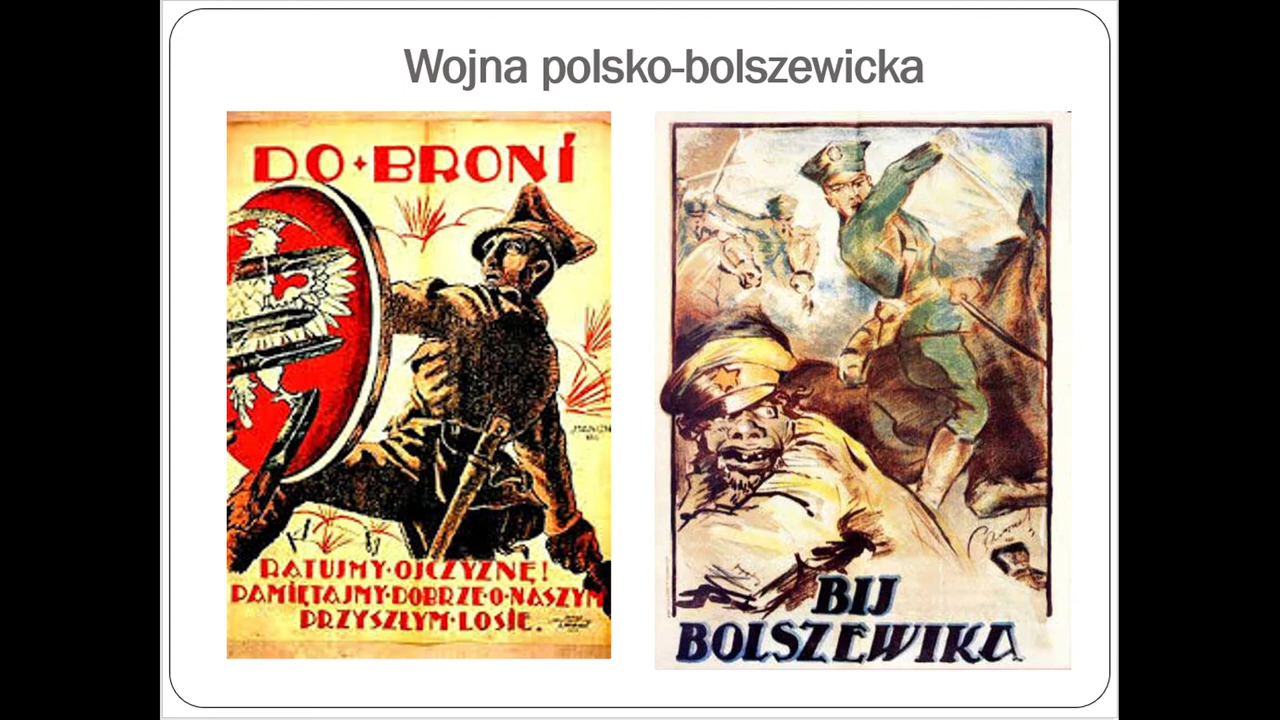 Wojna polsko-bolszewicka
DO BRONI
RATUJMY·OJCZYZNĘ!
PAMIĘTAJMY·DOBRZE·O·NASZYM
PRZYSZŁYM·LOSIE.
BIJ
BOLSZEWIKA